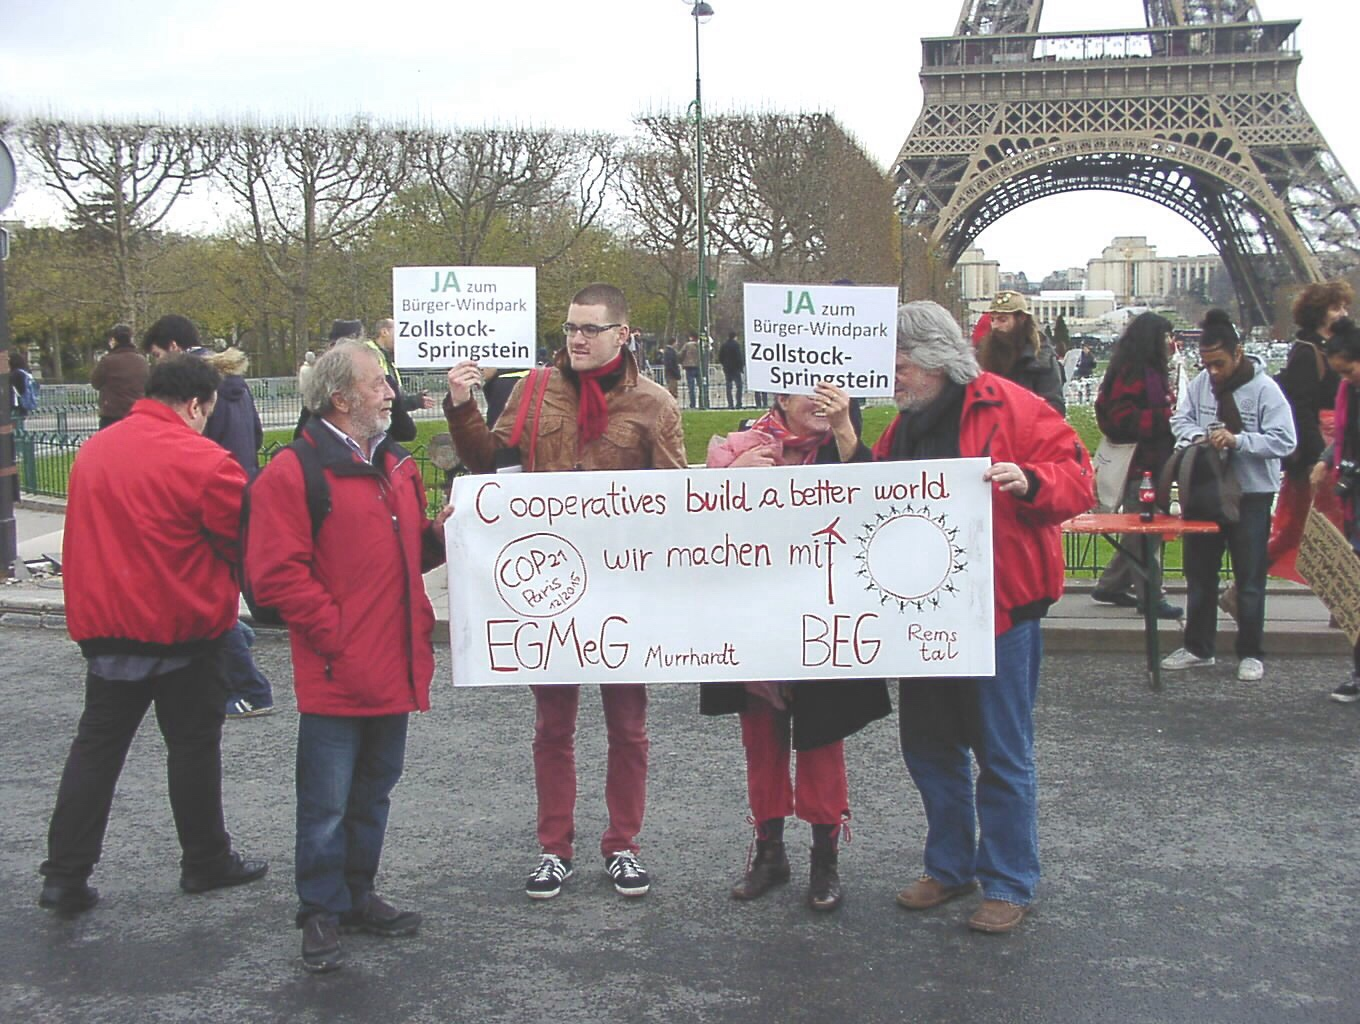 JA zum
Bürger-Windpark
Zollstock-
Springstein
JA zum
Bürger-Windpark
Zollstock-
Springstein
Cooperatives build a better world
COP21
Paris
12/2015
wir machen mit
EGMeG Murrhardt
BEG Rems
tal